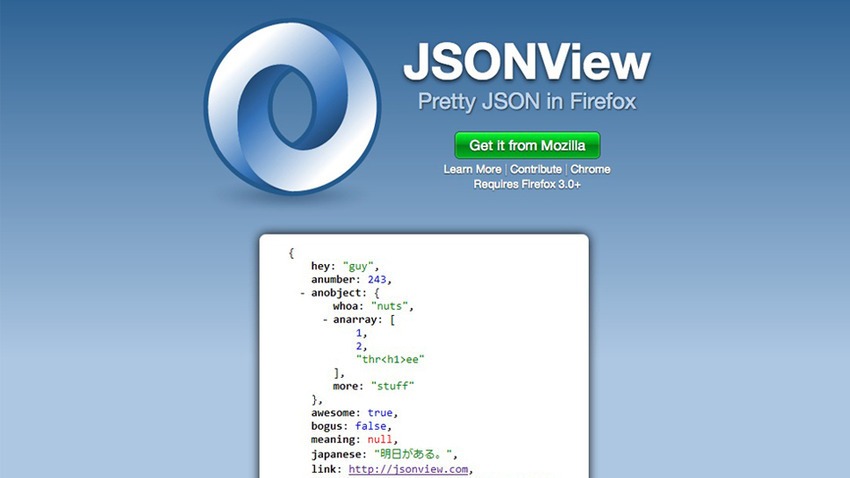 JSONView
Pretty JSON in Firefox
Get it from Mozilla
Learn More | Contribute | Chrome
Requires Firefox 3.0+
{
hey: "guy",
anumber: 243,
- anobject: {
whoa: "nuts",
- anarray: [
1,
2,
"thr<h1>ee"
],
more: "stuff"
},
awesome: true,
bogus: false,
meaning: null,
japanese: "明日がある。",
link: http://jsonview.com,